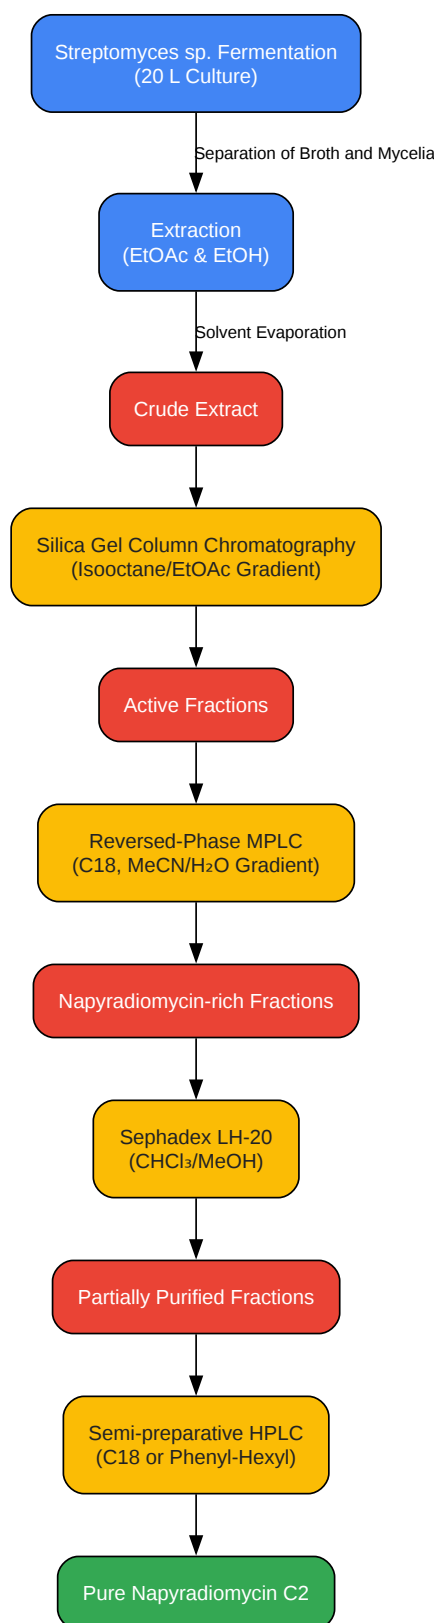 Streptomyces sp. Fermentation
(20 L Culture)
Separation of Broth and Mycelia
Extraction
(EtOAc & EtOH)
Solvent Evaporation
Crude Extract
Silica Gel Column Chromatography
(Isooctane/EtOAc Gradient)
Active Fractions
Reversed-Phase MPLC
(C18, MeCN/H₂O Gradient)
Napyradiomycin-rich Fractions
Sephadex LH-20
(CHCl₃/MeOH)
Partially Purified Fractions
Semi-preparative HPLC
(C18 or Phenyl-Hexyl)
Pure Napyradiomycin C2